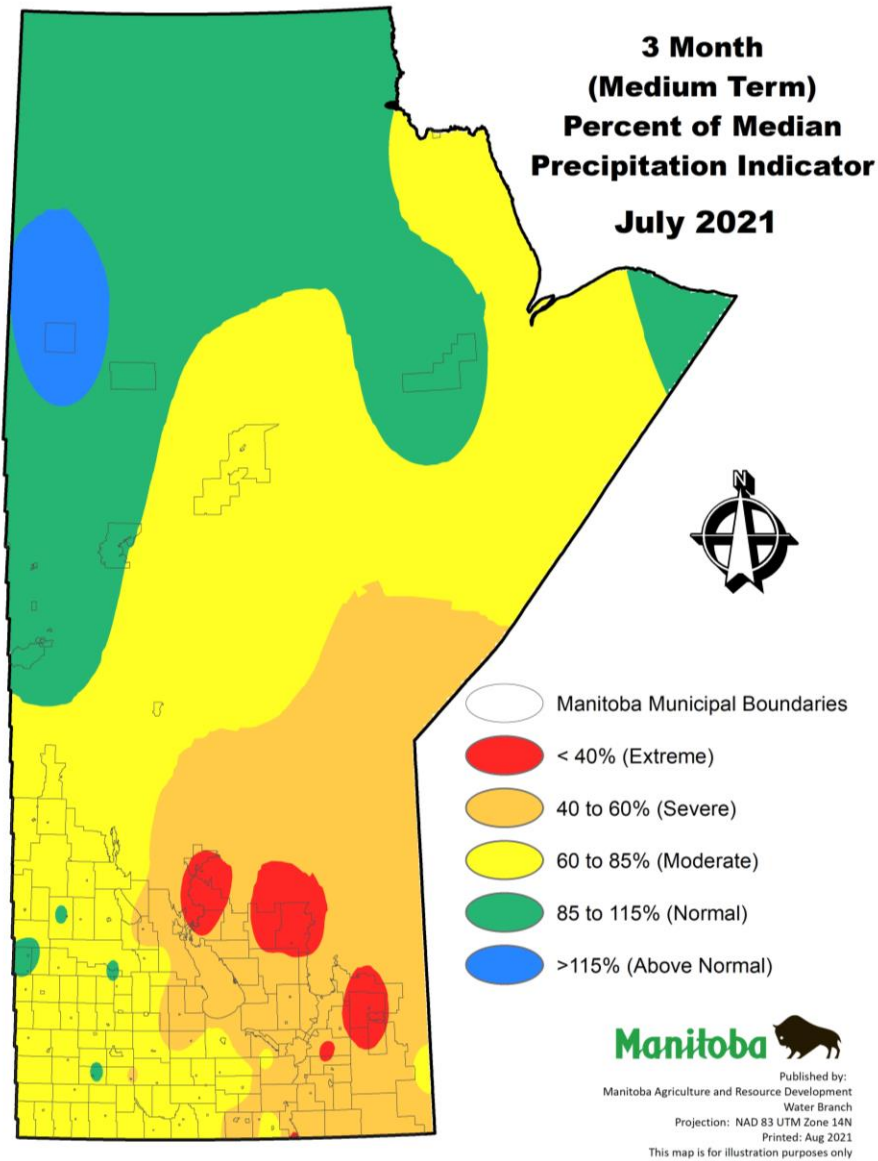 3 Month
(Medium Term)
Percent of Median
Precipitation Indicator
July 2021
N
Manitoba Municipal Boundaries
< 40% (Extreme)
40 to 60% (Severe)
60 to 85% (Moderate)
85 to 115% (Normal)
>115% (Above Normal)
Manitoba
Published by:
Manitoba Agriculture and Resource Development
Water Branch
Projection: NAD 83 UTM Zone 14N
Printed: Aug 2021
This map is for illustration purposes only